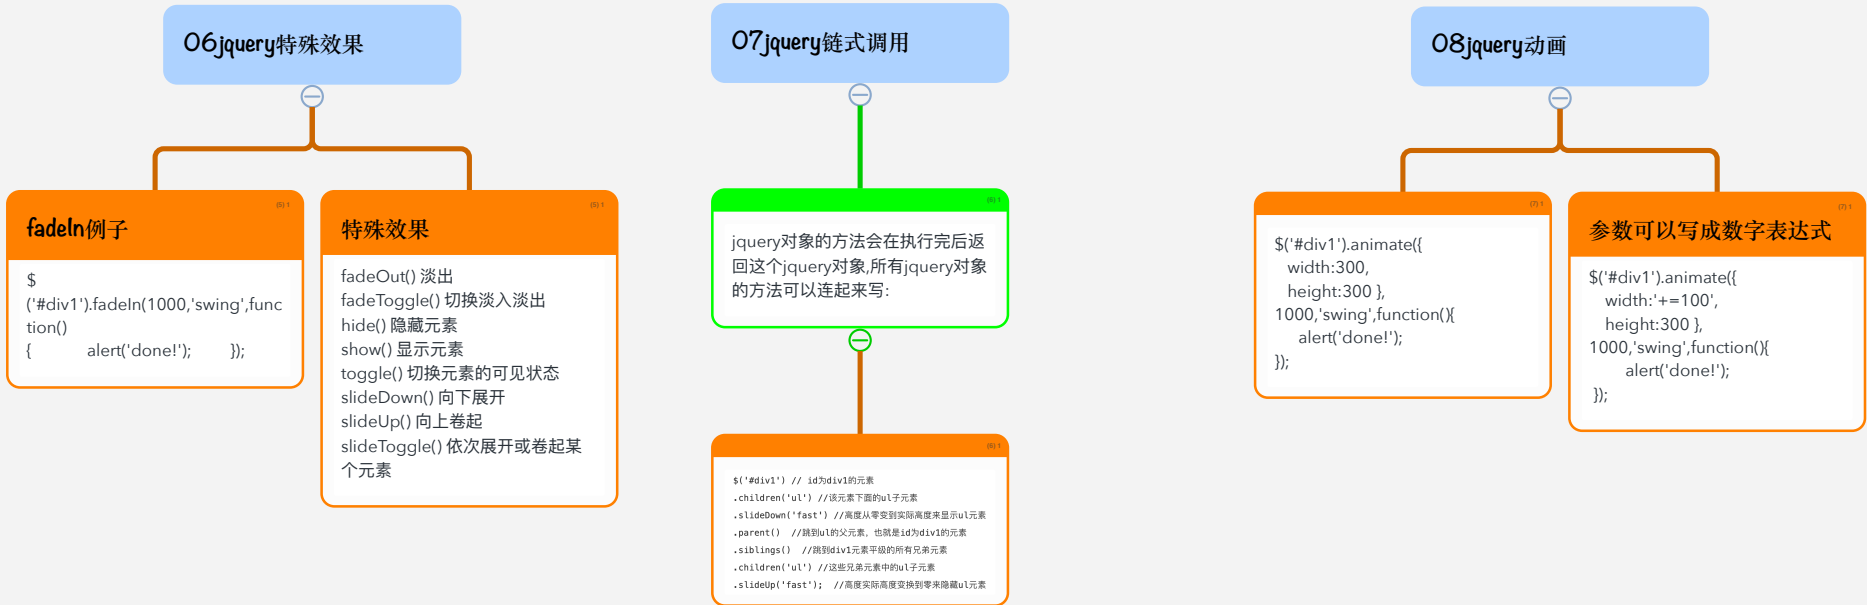 06jquery特殊效果
fadeIn例子
(5) 1
$
('#div1').fadeIn(1000,'swing',func
tion()
{ alert('done!'); });
特殊效果
(5) 1
fadeOut() 淡出
fadeToggle() 切换淡入淡出
hide() 隐藏元素
show() 显示元素
toggle() 切换元素的可见状态
slideDown() 向下展开
slideUp() 向上卷起
slideToggle() 依次展开或卷起某
个元素
07jquery链式调用
(6) 1
jquery对象的方法会在执行完后返
回这个jquery对象,所有jquery对象
的方法可以连起来写:
(6) 1
$('#div1') // id为div1的元素
.children('ul') //该元素下面的ul子元素
.slideDown('fast') //高度从零变到实际高度来显示ul元素
.parent() //跳到ul的父元素，也就是id为div1的元素
.siblings() //跳到div1元素平级的所有兄弟元素
.children('ul') //这些兄弟元素中的ul子元素
.slideUp('fast'); //高度实际高度变换到零来隐藏ul元素
08jquery动画
(7) 1
$('#div1').animate({
width:300,
height:300 },
1000,'swing',function(){
alert('done!');
});
(7) 1
参数可以写成数字表达式
$('#div1').animate({
width:'+=100',
height:300 },
1000,'swing',function(){
alert('done!');
});